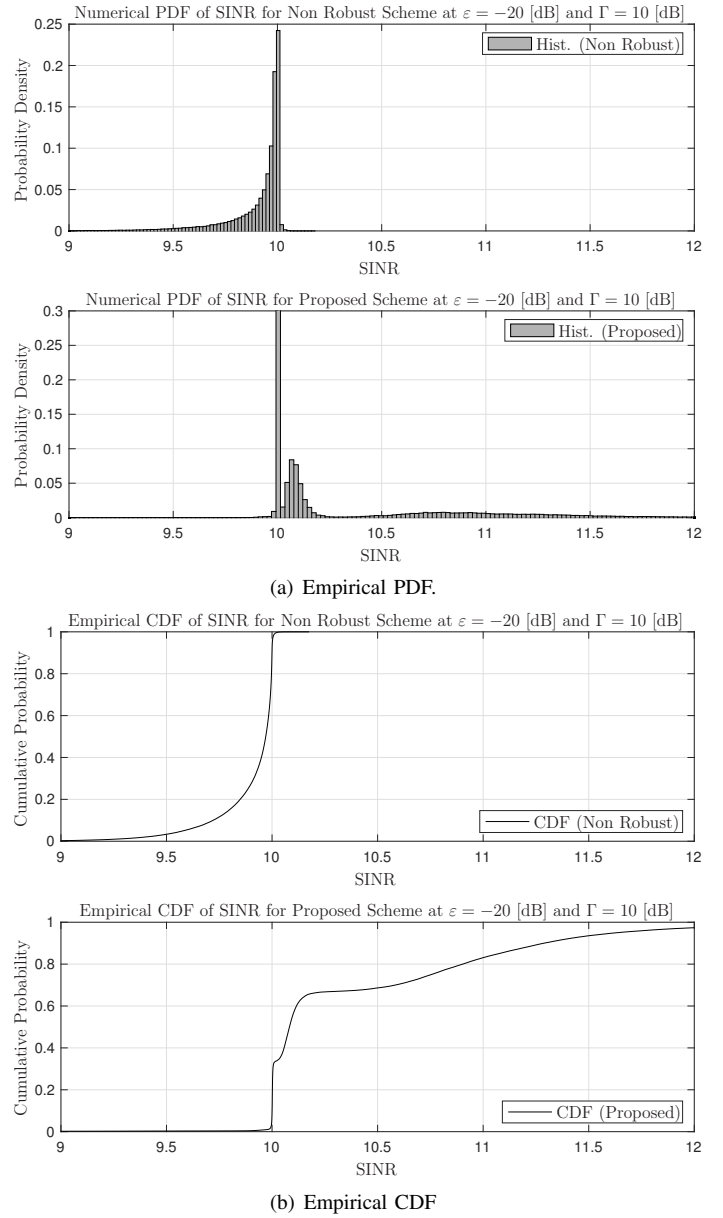 Numerical PDF of SINR for Non Robust Scheme at ε = −20 [dB] and Γ = 10 [dB]
0.25
0.2
0.15
0.1
0.05
0
Probability Density
Hist. (Non Robust)
9
9.5
10
10.5
11
11.5
12
SINR
Numerical PDF of SINR for Proposed Scheme at ε = −20 [dB] and Γ = 10 [dB]
0.3
0.25
0.2
0.15
0.1
0.05
0
Probability Density
Hist. (Proposed)
9
9.5
10
10.5
11
11.5
12
SINR
(a) Empirical PDF.
Empirical CDF of SINR for Non Robust Scheme at ε = −20 [dB] and Γ = 10 [dB]
1
0.8
0.6
0.4
0.2
0
Cumulative Probability
CDF (Non Robust)
9
9.5
10
10.5
11
11.5
12
SINR
Empirical CDF of SINR for Proposed Scheme at ε = −20 [dB] and Γ = 10 [dB]
1
0.8
0.6
0.4
0.2
0
Cumulative Probability
CDF (Proposed)
9
9.5
10
10.5
11
11.5
12
SINR
(b) Empirical CDF